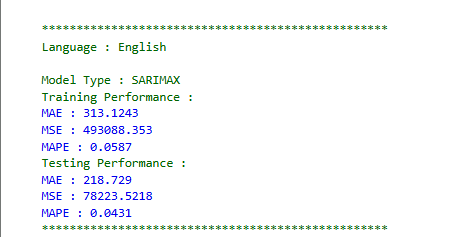 **************************************************
Language : English
Model Type : SARIMAX
Training Performance :
MAE : 313.1243
MSE : 493088.353
MAPE : 0.0587
Testing Performance :
MAE : 218.729
MSE : 78223.5218
MAPE : 0.0431
**************************************************